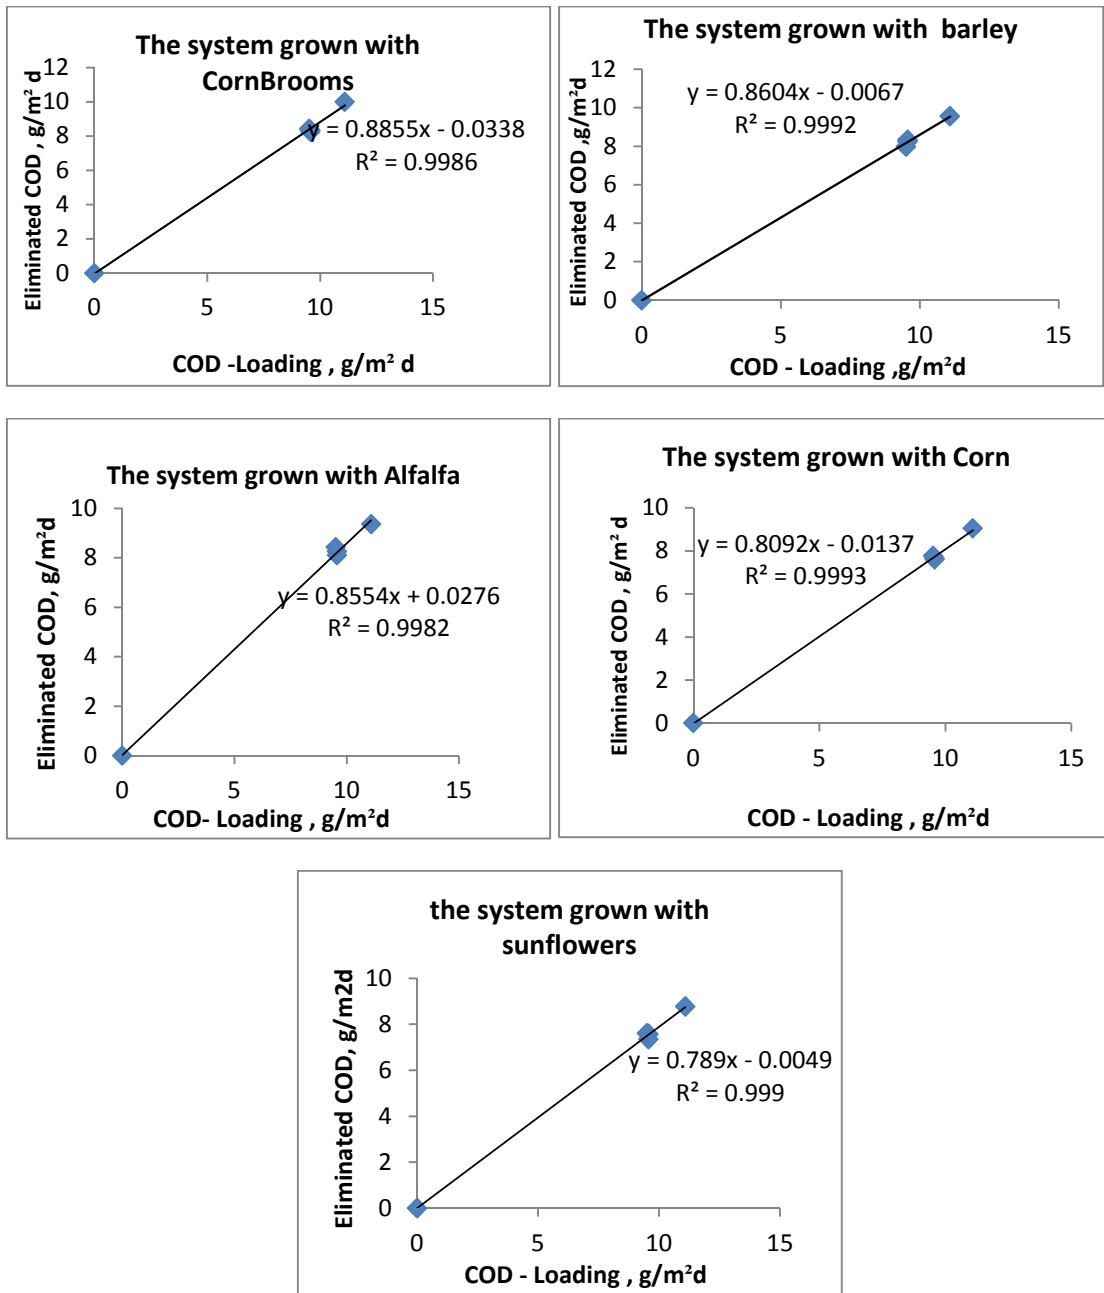 The system grown with
CornBrooms
Eliminated COD , g/m² d
12
10
8
6
4
2
0
y = 0.8855x - 0.0338
R² = 0.9986
0 5 10 15
COD -Loading , g/m² d
The system grown with  barley
Eliminated COD ,g/m²d
12
10
8
6
4
2
0
y = 0.8604x - 0.0067
R² = 0.9992
0 5 10 15
COD - Loading ,g/m²d
The system grown with Alfalfa
Eliminated COD, g/m²d
10
8
6
4
2
0
y = 0.8554x + 0.0276
R² = 0.9982
0 5 10 15
COD- Loading , g/m²d
The system grown with Corn
Eliminated COD, g/m² d
10
8
6
4
2
0
y = 0.8092x - 0.0137
R² = 0.9993
0 5 10 15
COD - Loading , g/m²d
the system grown with
sunflowers
Eliminated COD, g/m2d
10
8
6
4
2
0
y = 0.789x - 0.0049
R² = 0.999
0 5 10 15
COD - Loading , g/m²d